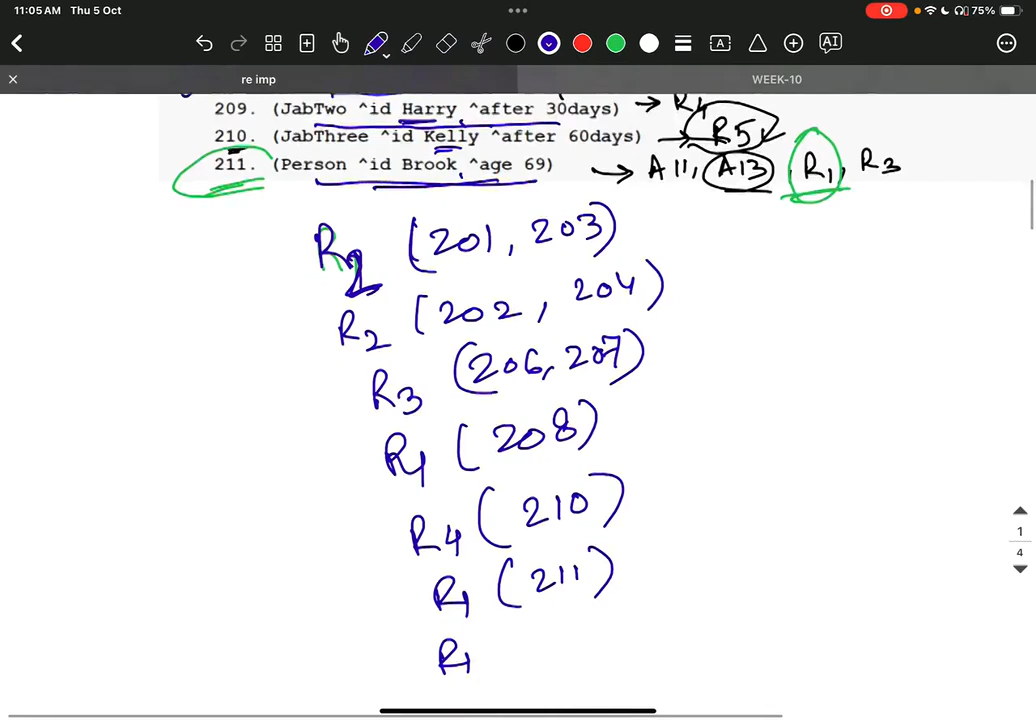 11:05 AM Thu 5 Oct 75%
re imp WEEK-10
209. (JabTwo ^id Harry ^after 30days) → R4
210. (JabThree ^id Kelly ^after 60days) → R5
211. (Person ^id Brook ^age 69) → A11, A13, R1, R3
(201, 203)
R2 (202, 204)
R3 (206, 207)
R1 (208)
R4 (210)
R1 (211)
R1
1
4